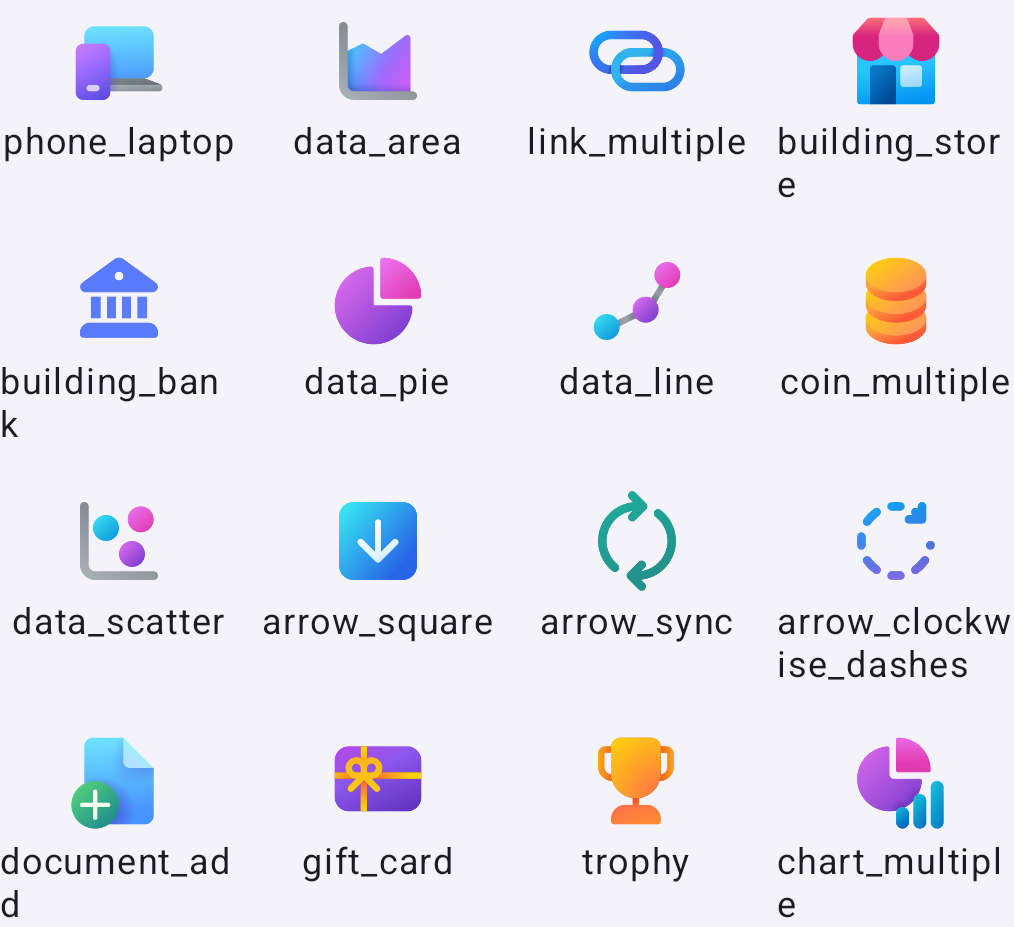 phone_laptop
data_area
link_multiple
building_stor
e
building_ban
k
data_pie
data_line
coin_multiple
data_scatter
arrow_square
arrow_sync
arrow_clockw
ise_dashes
document_ad
d
gift_card
trophy
chart_multipl
e